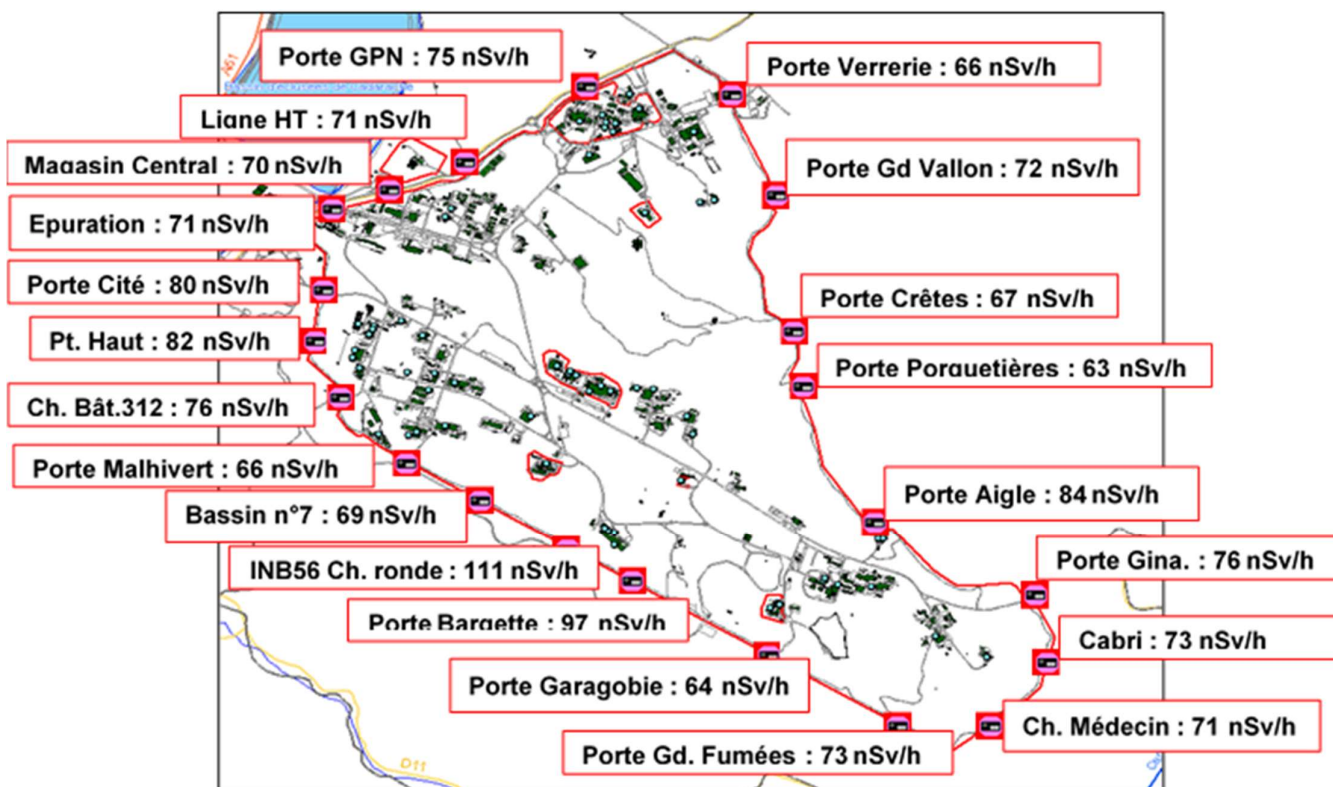 Porte GPN : 75 nSv/h
Porte Verrerie : 66 nSv/h
A51
Ligne HT : 71 nSv/h
Magasin Central : 70 nSv/h
Porte Gd Vallon : 72 nSv/h
Epuration : 71 nSv/h
Porte Cité : 80 nSv/h
Porte Crêtes : 67 nSv/h
Pt. Haut : 82 nSv/h
Porte Porquetières : 63 nSv/h
Ch. Bât.312 : 76 nSv/h
Porte Malhivert : 66 nSv/h
Porte Aigle : 84 nSv/h
Bassin n°7 : 69 nSv/h
Porte Gina. : 76 nSv/h
INB56 Ch. ronde : 111 nSv/h
Porte Bargette : 97 nSv/h
Cabri : 73 nSv/h
Porte Garagobie : 64 nSv/h
Ch. Médecin : 71 nSv/h
Porte Gd. Fumées : 73 nSv/h
D11